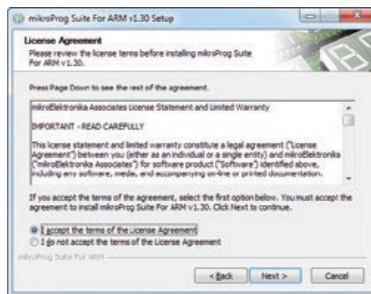 mikroProg Suite For ARM v1.30 Setup
License Agreement
Please review the license terms before installing mikroProg Suite
For ARM v1.30.
Press Page Down to see the rest of the agreement.
mikroElektronika Associates License Statement and Limited Warranty
IMPORTANT - READ CAREFULLY
This license statement and limited warranty constitute a legal agreement ("License
Agreement") between you (either as an individual or a single entity) and mikroElektronika
("mikroElektronika Associates") for software product ("Software") identified above,
including any software, media, and accompanying on-line or printed documentation.
If you accept the terms of the agreement, select the first option below. You must accept the
agreement to install mikroProg Suite For ARM v1.30. Click Next to continue.
I accept the terms of the License Agreement
I do not accept the terms of the License Agreement
mikroProg Suite For ARM
< Back Next > Cancel